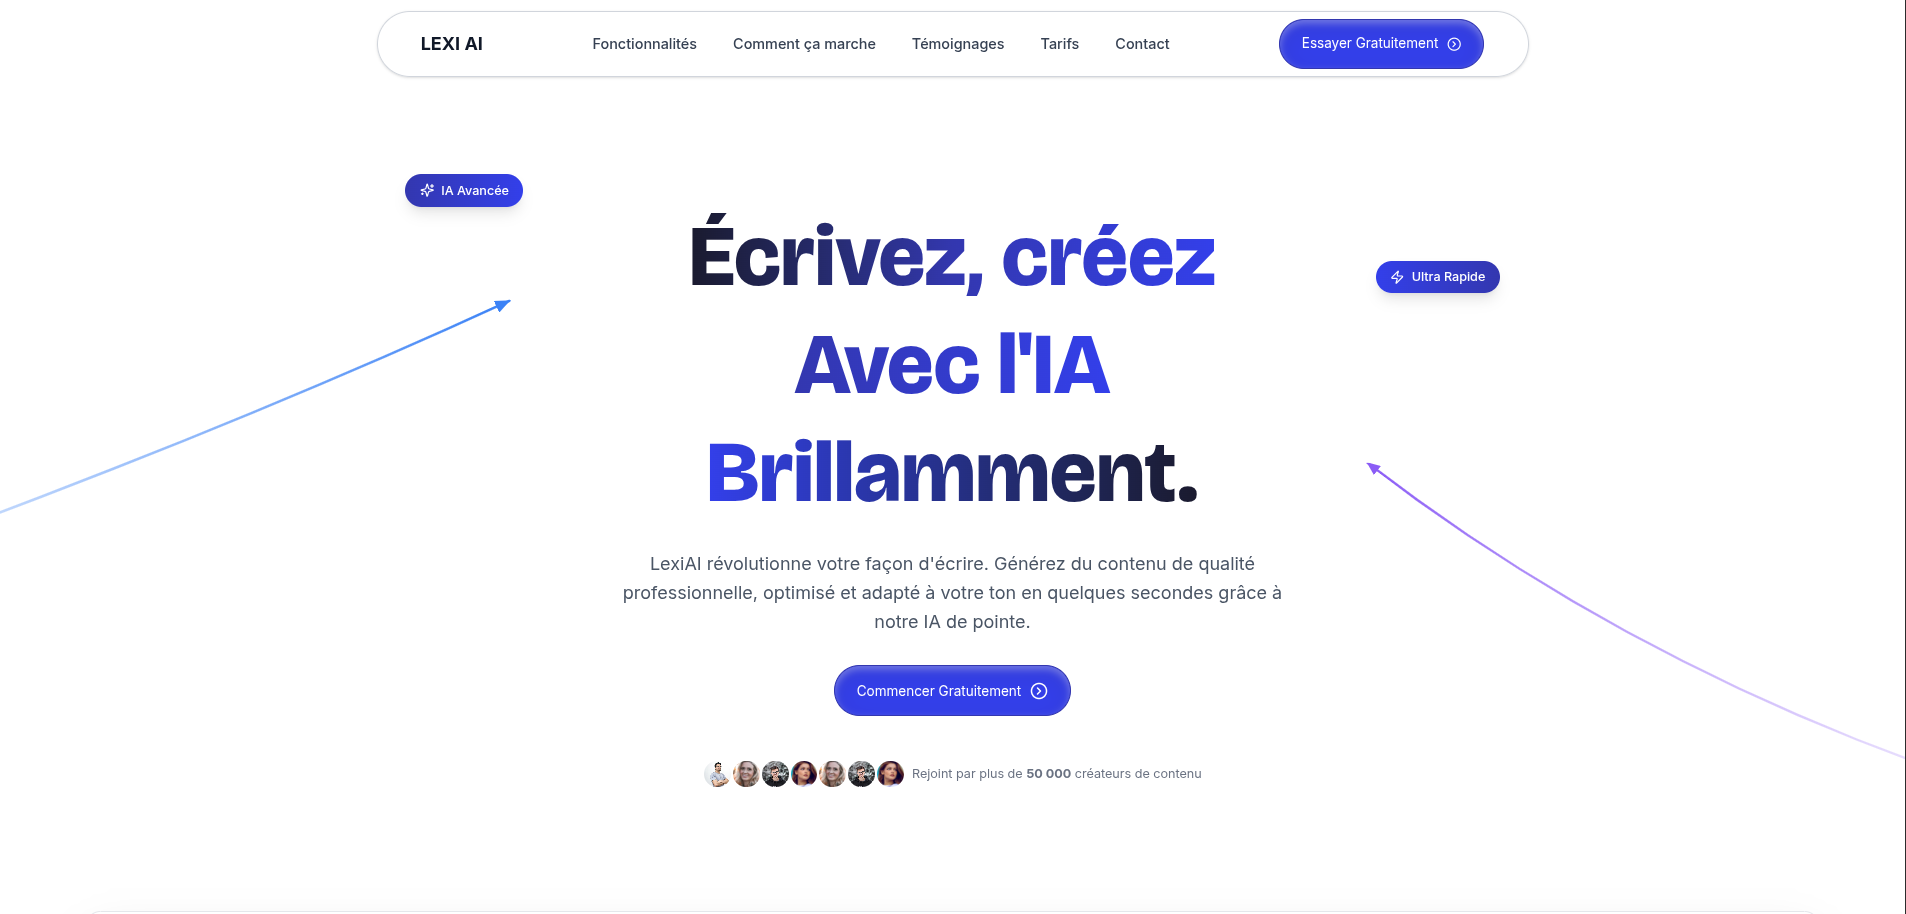 LEXI AI
Fonctionnalités
Comment ça marche
Témoignages
Tarifs
Contact
Essayer Gratuitement
IA Avancée
Écrivez, créez
Ultra Rapide
Avec l'IA
Brillamment.
LexiAI révolutionne votre façon d'écrire. Générez du contenu de qualité
professionnelle, optimisé et adapté à votre ton en quelques secondes grâce à
notre IA de pointe.
Commencer Gratuitement
Rejoint par plus de 50 000 créateurs de contenu